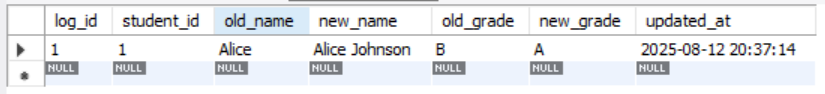 log_id student_id old_name new_name old_grade new_grade updated_at
1 1 Alice Alice Johnson B A 2025-08-12 20:37:14
NULL NULL NULL NULL NULL NULL NULL